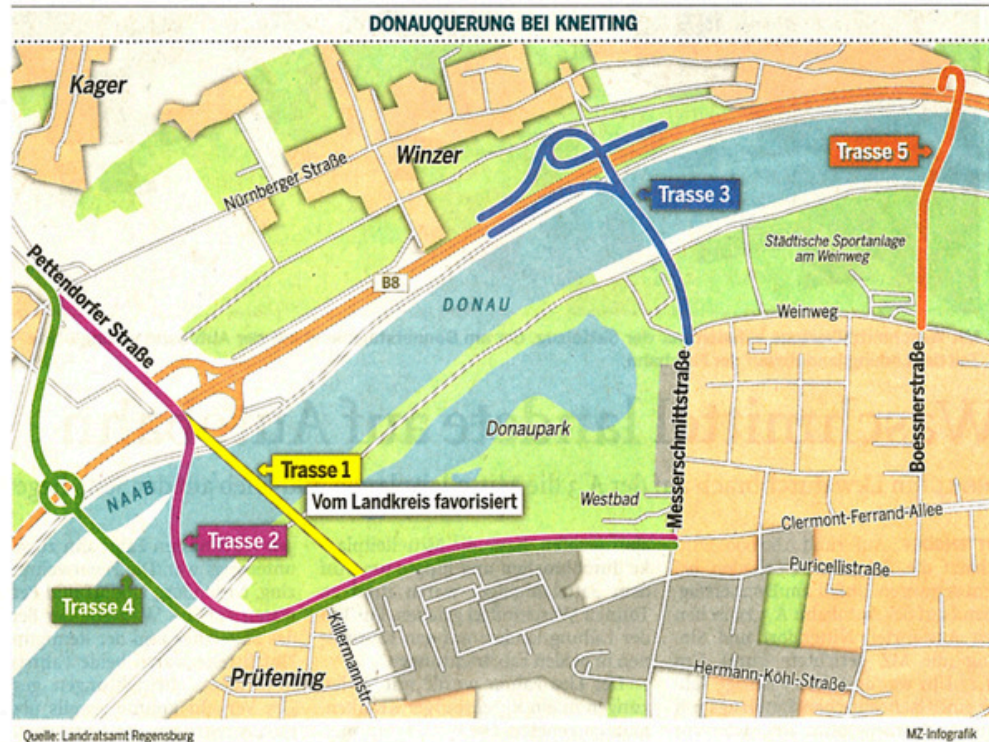 DONAUQUERUNG BEI KNEITING
Kager
Winzer
Nürnberger Straße
Trasse 5
Trasse 3
Städtische Sportanlage
am Weinweg
Pettendorfer Straße
B8
DONAU
Weinweg
Messerschmittstraße
Boessnerstraße
Donaupark
Trasse 1
Vom Landkreis favorisiert
NAAB
Westbad
Clermont-Ferrand-Allee
Trasse 2
Puricellistraße
Trasse 4
Killermannstr.
Prüfening
Hermann-Köhl-Straße
Quelle: Landratsamt Regensburg
MZ-Infografik